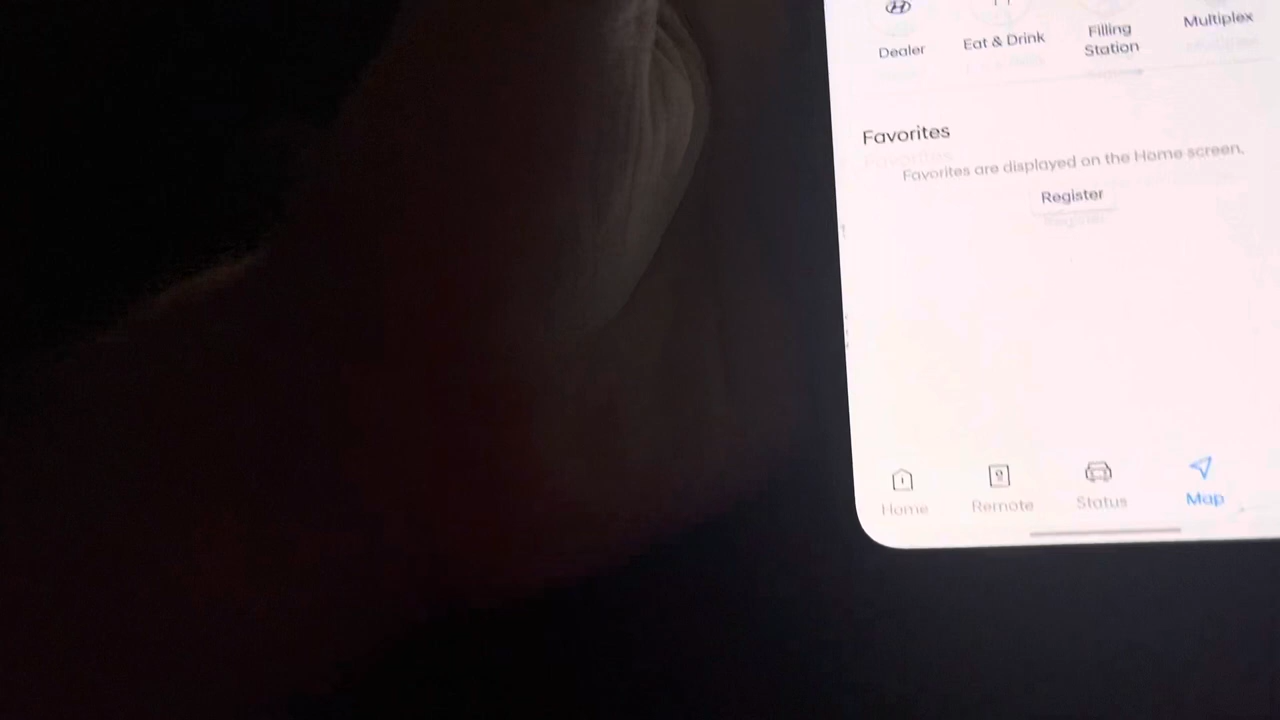 Dealer
Eat & Drink
Filling
Station
Multiplex
Favorites
Favorites are displayed on the Home screen.
Register
Home
Remote
Status
Map